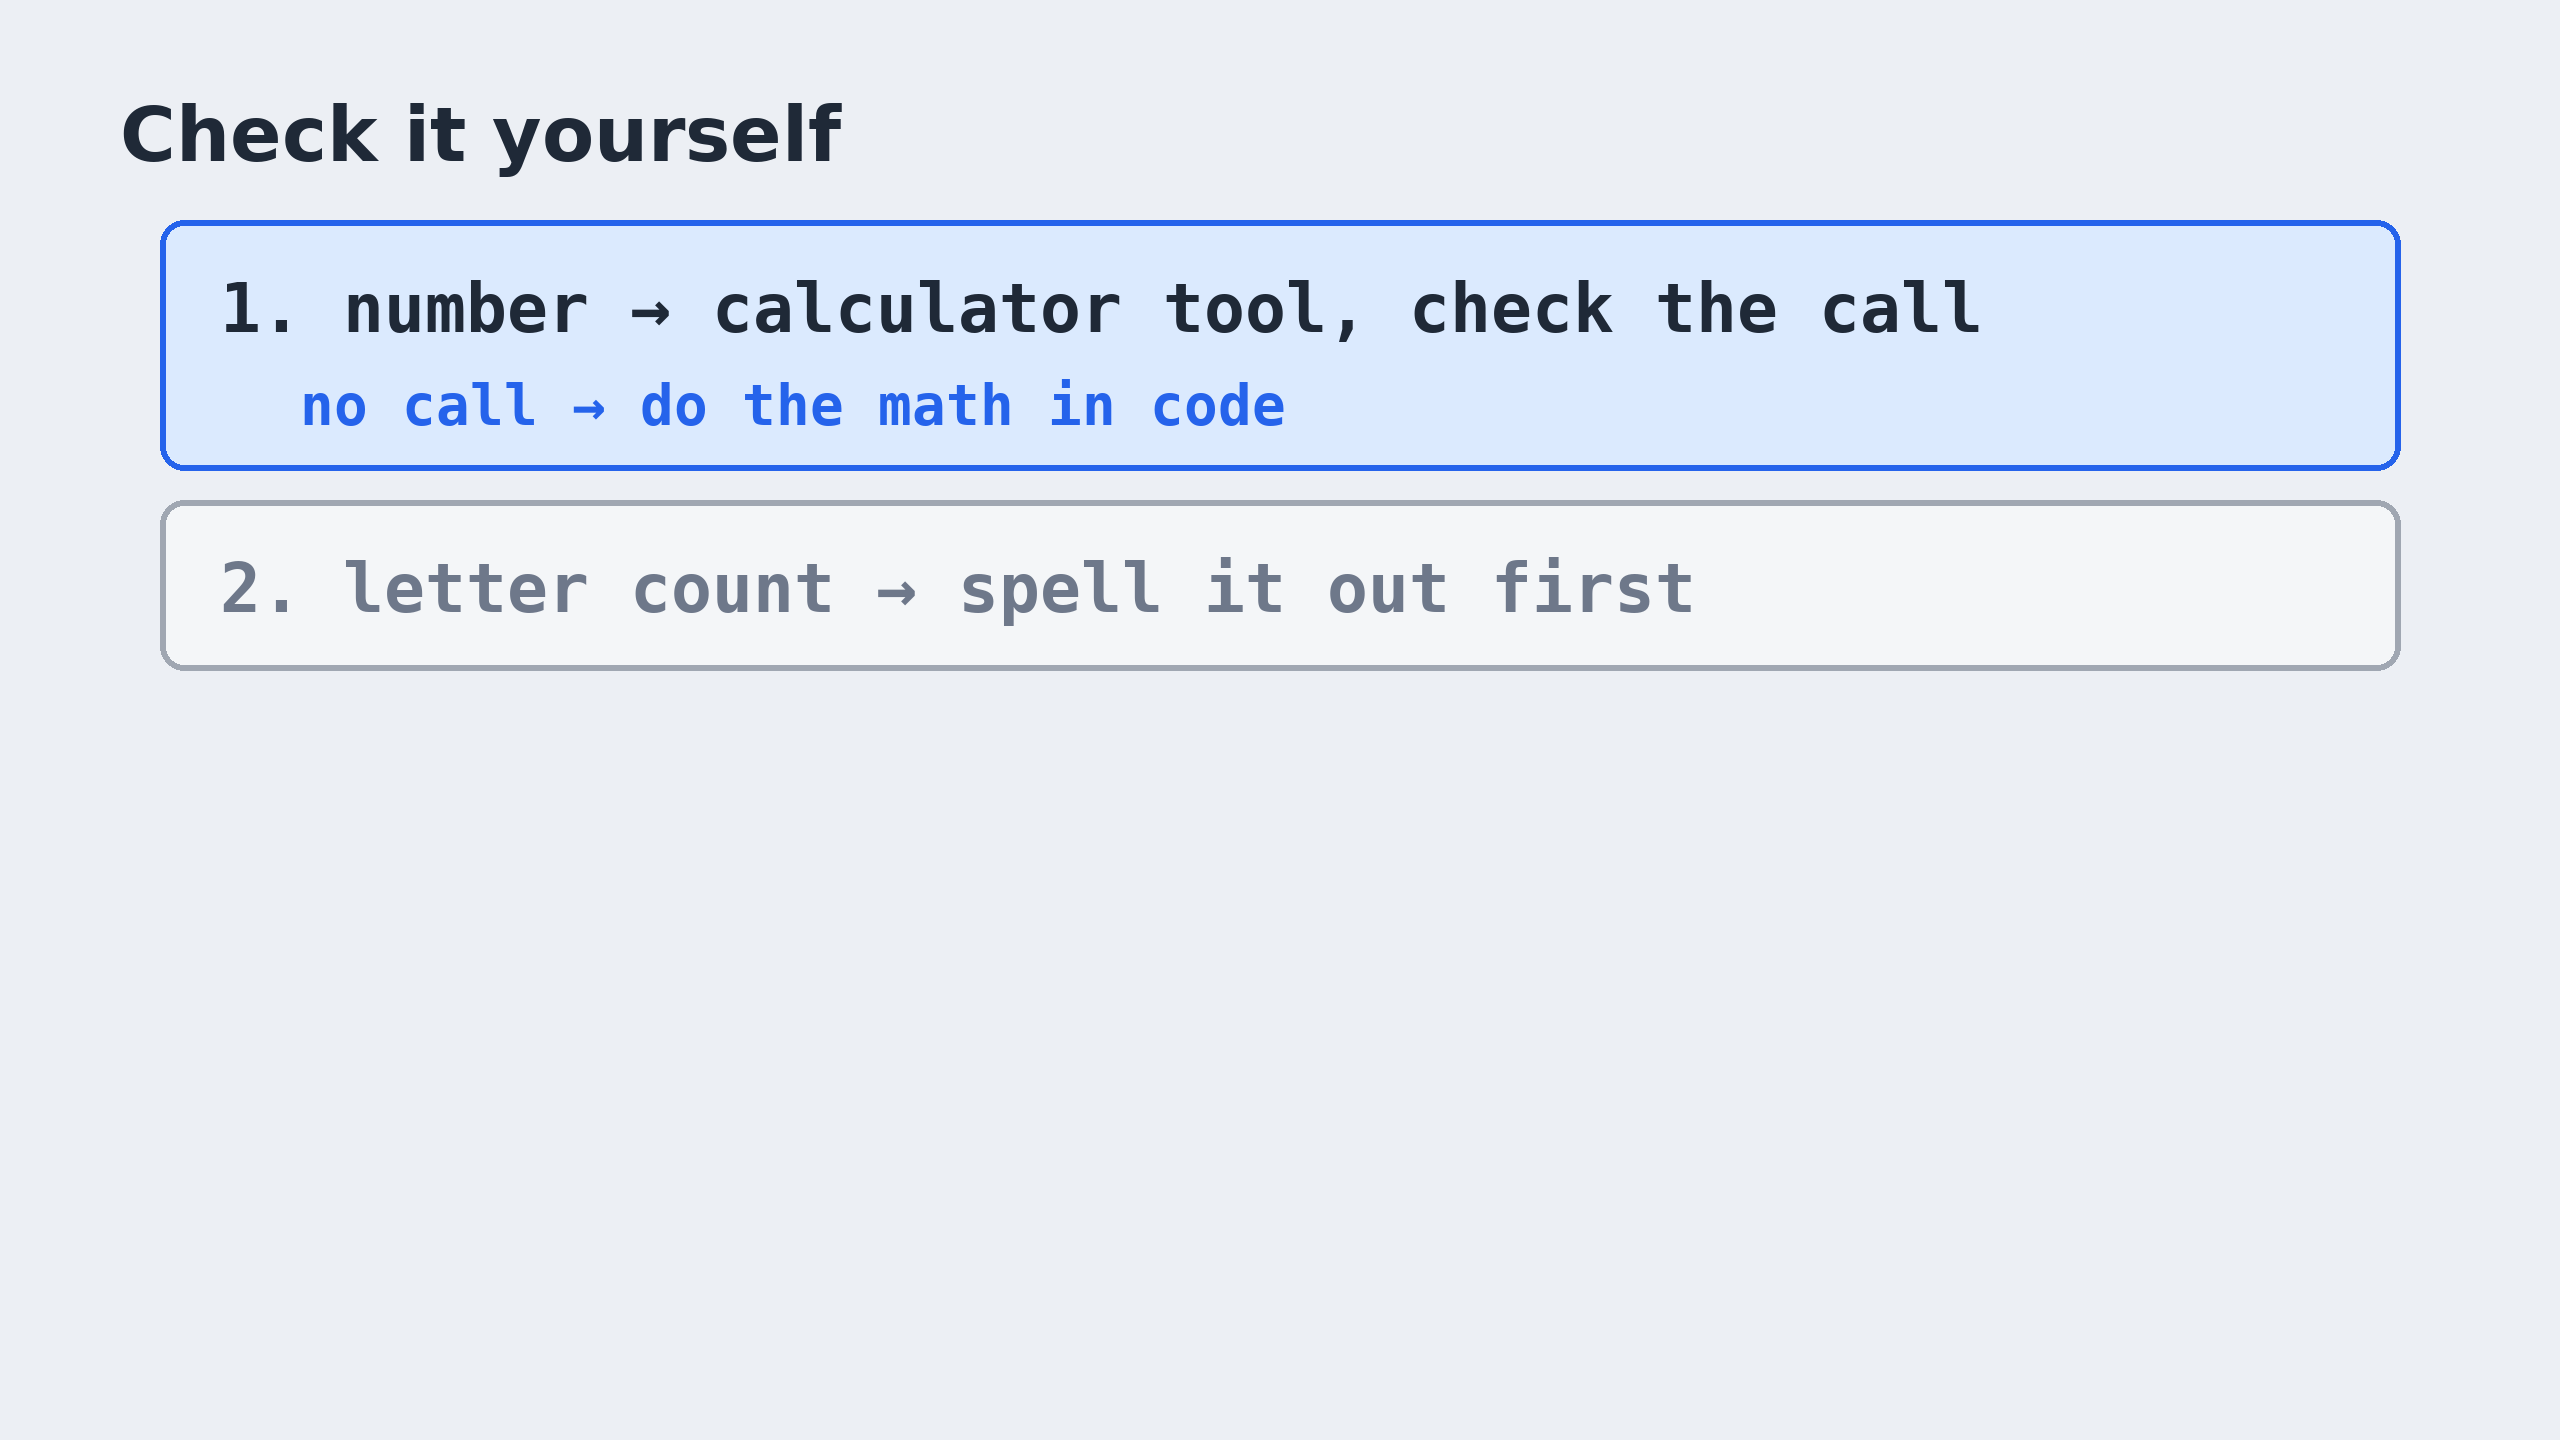 Check it yourself
1. number → calculator tool, check the call
no call → do the math in code
2. letter count → spell it out first